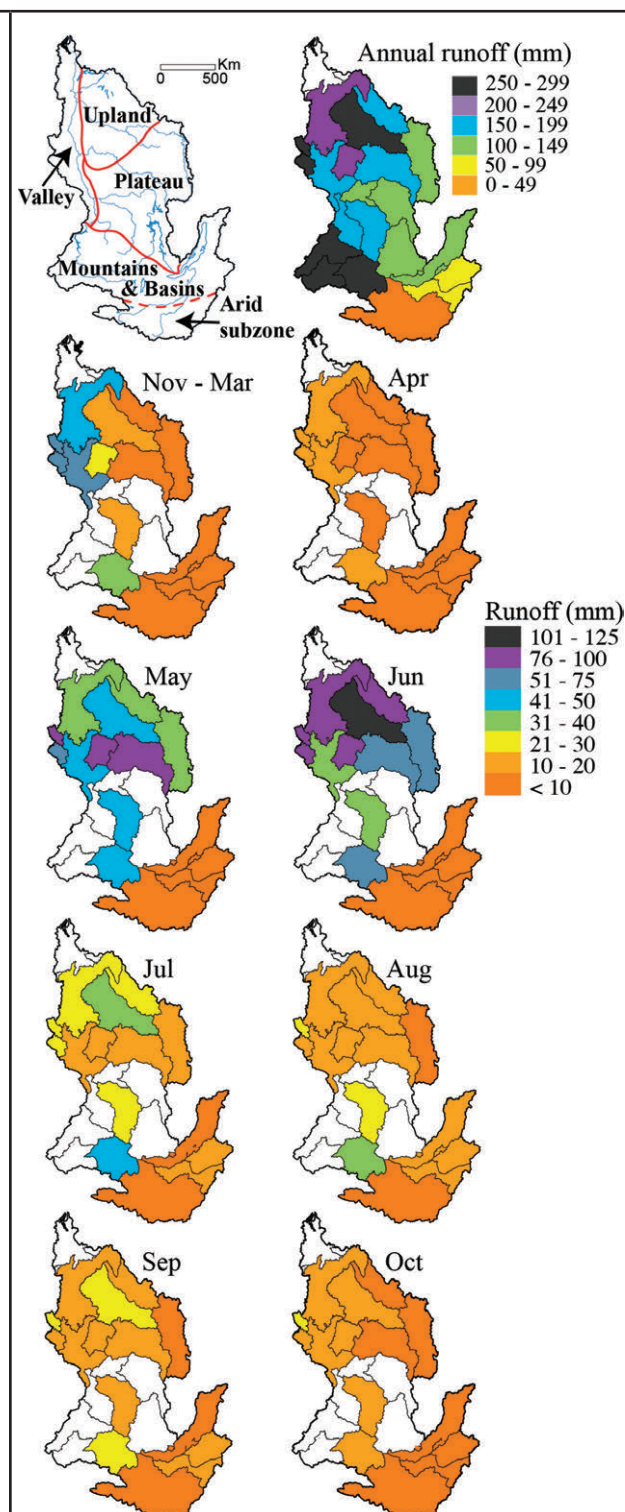 Km
0 500
Upland
Valley
Plateau
Mountains
& Basins
Arid
subzone
Annual runoff (mm)
250 - 299
200 - 249
150 - 199
100 - 149
50 - 99
0 - 49
Nov - Mar
Apr
Runoff (mm)
101 - 125
76 - 100
51 - 75
41 - 50
31 - 40
21 - 30
10 - 20
< 10
May
Jun
Jul
Aug
Sep
Oct